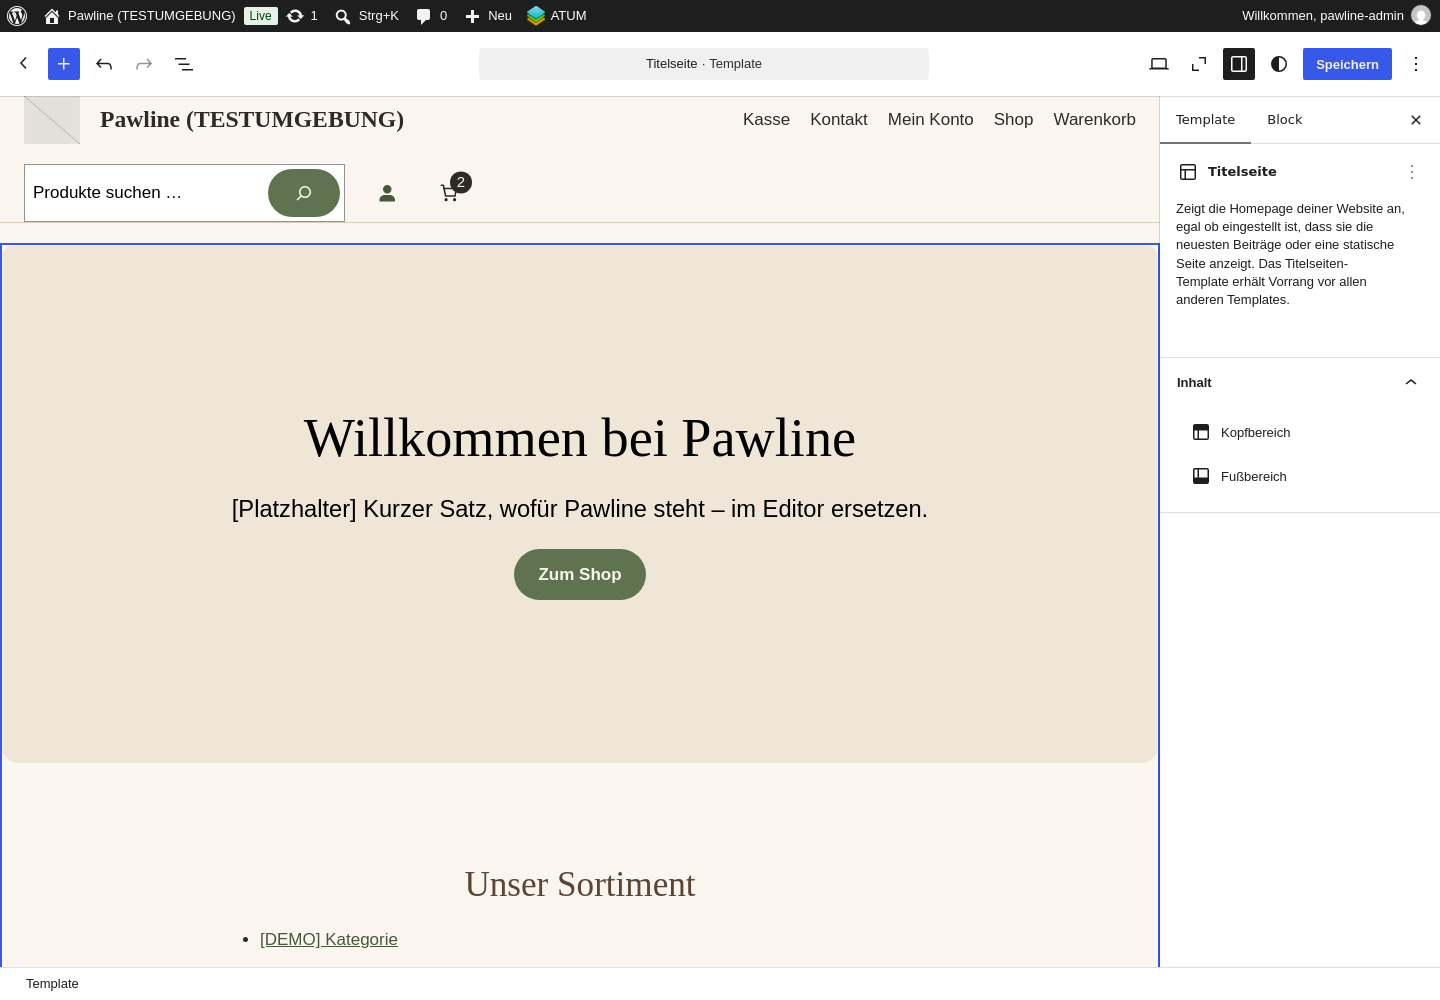 Pawline (TESTUMGEBUNG) Live 1 Strg+K 0 Neu ATUM Willkommen, pawline-admin
Titelseite · Template
Speichern
Pawline (TESTUMGEBUNG)
Kasse Kontakt Mein Konto Shop Warenkorb
Produkte suchen …
2
Willkommen bei Pawline
[Platzhalter] Kurzer Satz, wofür Pawline steht – im Editor ersetzen.
Zum Shop
Unser Sortiment
[DEMO] Kategorie
Template Block
Titelseite
Zeigt die Homepage deiner Website an,
egal ob eingestellt ist, dass sie die
neuesten Beiträge oder eine statische
Seite anzeigt. Das Titelseiten-
Template erhält Vorrang vor allen
anderen Templates.
Inhalt
Kopfbereich
Fußbereich
Template